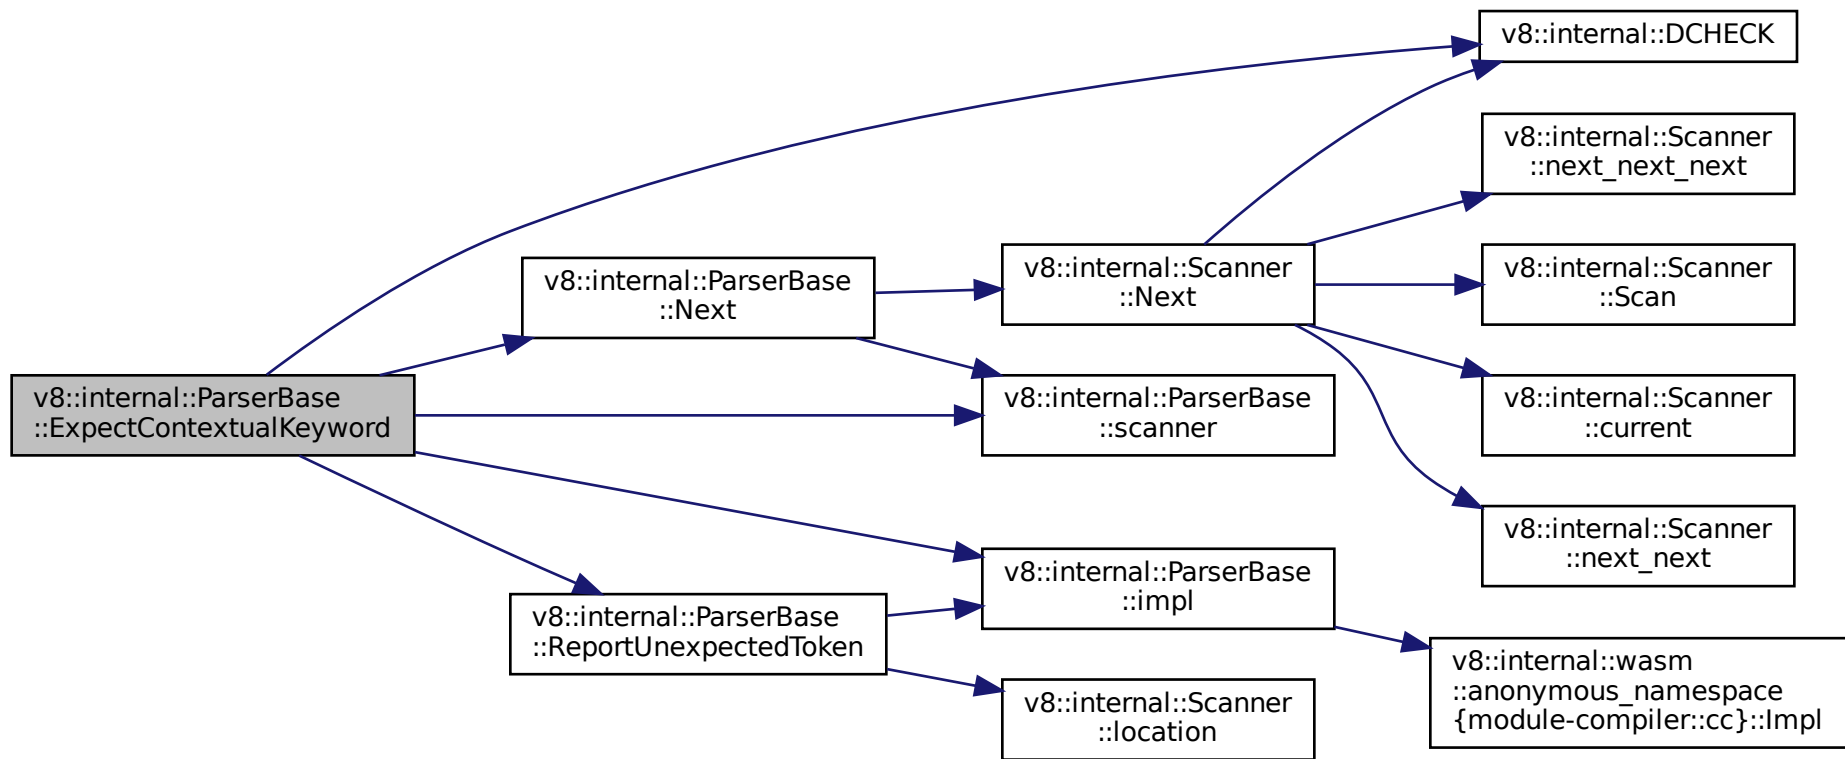 v8::internal::ParserBase
::ExpectContextualKeyword
v8::internal::DCHECK
v8::internal::ParserBase
::Next
v8::internal::Scanner
::Next
v8::internal::Scanner
::next_next_next
v8::internal::Scanner
::Scan
v8::internal::Scanner
::current
v8::internal::Scanner
::next_next
v8::internal::ParserBase
::scanner
v8::internal::ParserBase
::impl
v8::internal::ParserBase
::ReportUnexpectedToken
v8::internal::Scanner
::location
v8::internal::wasm
::anonymous_namespace
{module-compiler::cc}::Impl